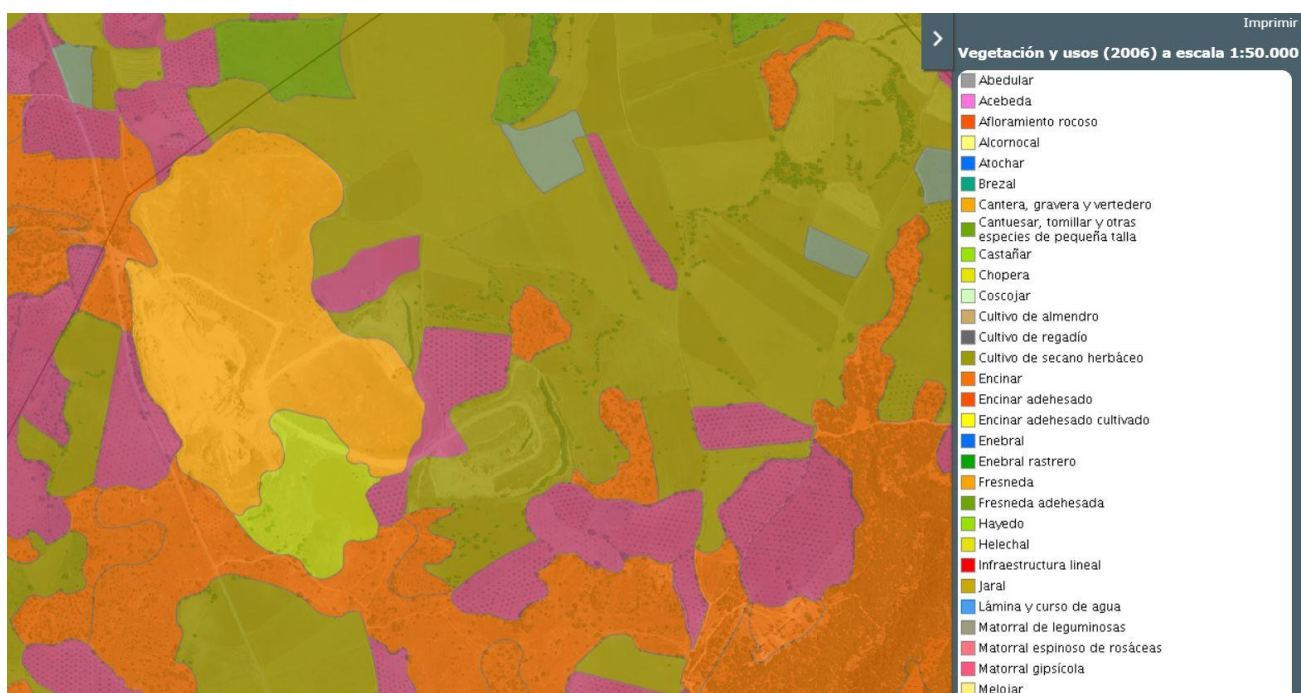 Imprimir
Vegetación y usos (2006) a escala 1:50.000
Abedular
Acebeda
Afloramiento rocoso
Alcornocal
Atochar
Brezal
Cantera, gravera y vertedero
Cantuesar, tomillar y otras
especies de pequeña talla
Castañar
Chopera
Coscojar
Cultivo de almendro
Cultivo de regadío
Cultivo de secano herbáceo
Encinar
Encinar adehesado
Encinar adehesado cultivado
Enebral
Enebral rastrero
Fresneda
Fresneda adehesada
Hayedo
Helechal
Infraestructura lineal
Jaral
Lámina y curso de agua
Matorral de leguminosas
Matorral espinoso de rosáceas
Matorral gipsícola
Melojar